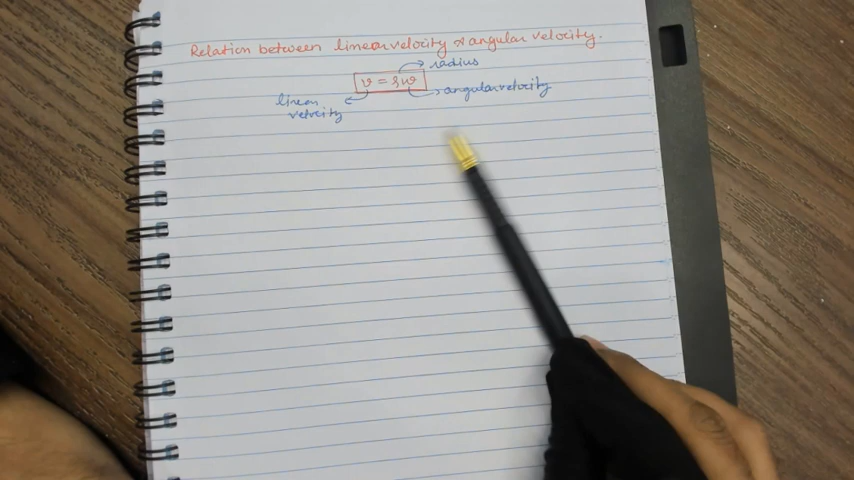 Relation between linear velocity & angular velocity.
radius
v = rω
angular velocity
linear
velocity